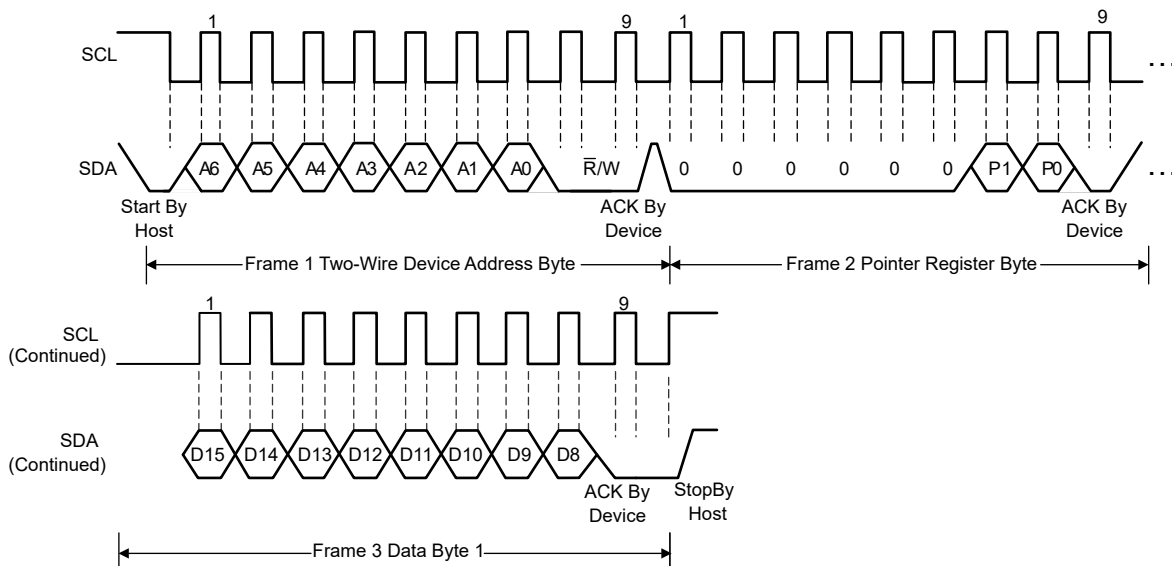 1 9 1 9
SCL ...
SDA A6 A5 A4 A3 A2 A1 A0 R̅/W 0 0 0 0 0 0 P1 P0 ...
Start By Host
ACK By Device
ACK By Device
Frame 1 Two-Wire Device Address Byte
Frame 2 Pointer Register Byte
1 9
SCL
(Continued)
SDA
(Continued)
D15 D14 D13 D12 D11 D10 D9 D8
ACK By Device
StopBy Host
Frame 3 Data Byte 1